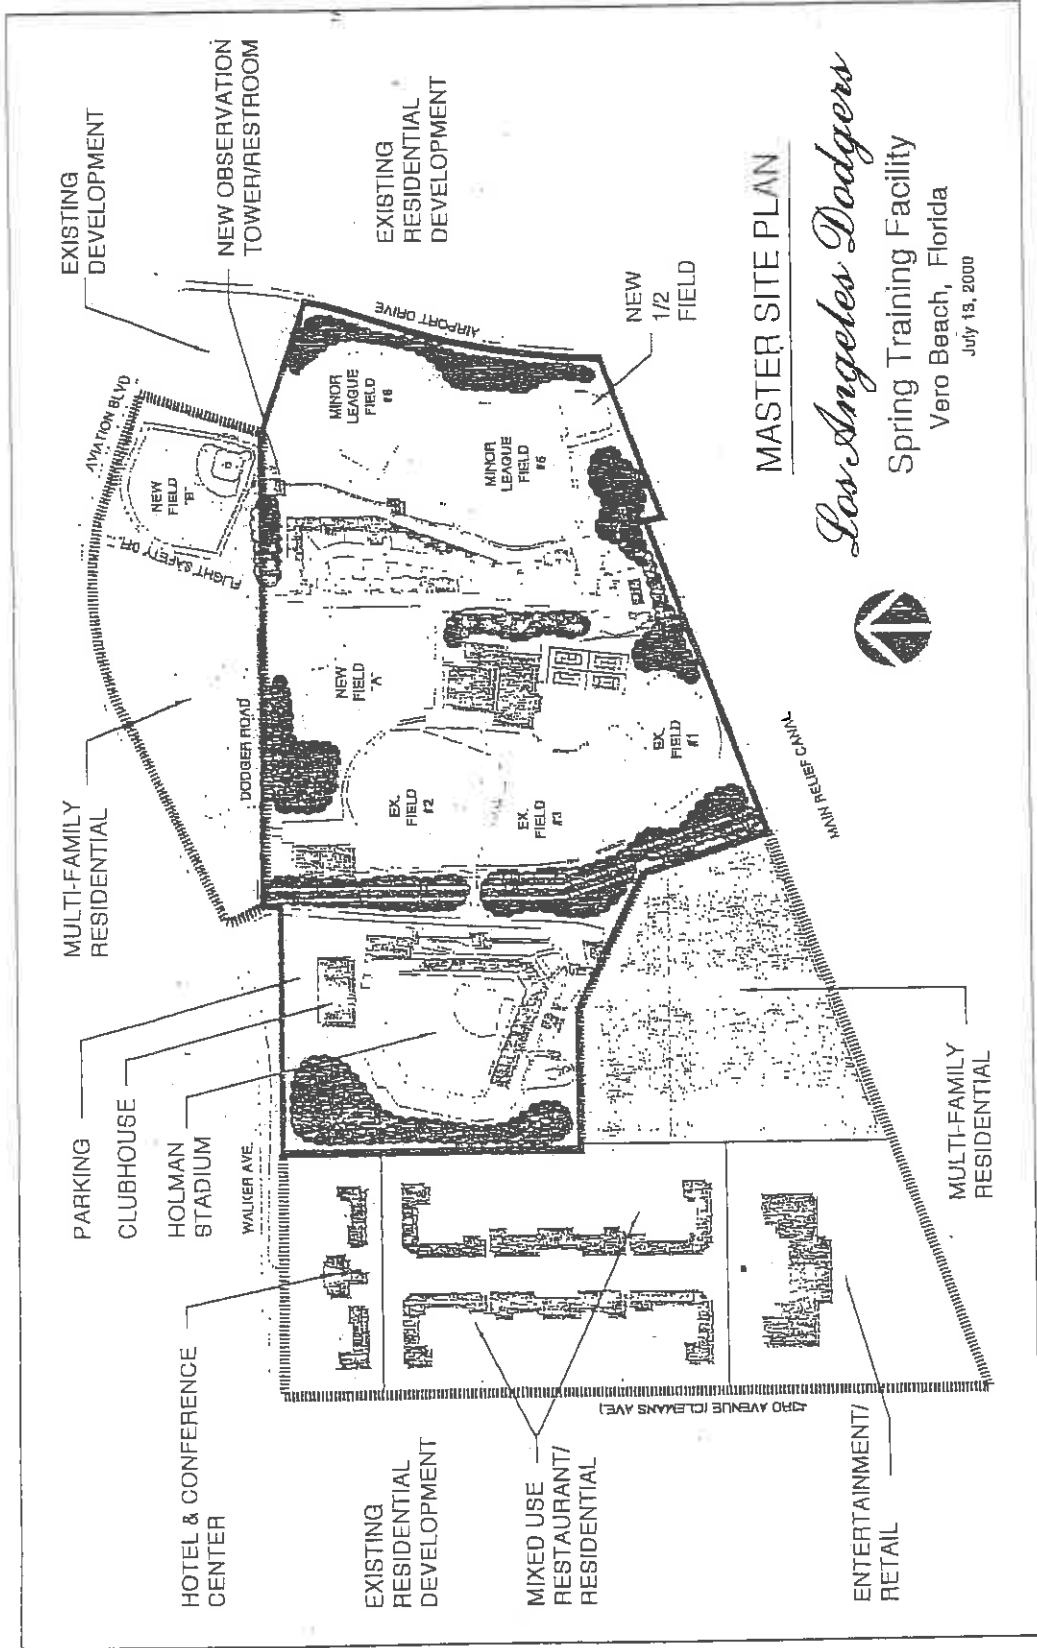 EXISTING
DEVELOPMENT
NEW OBSERVATION
TOWER/RESTROOM
EXISTING
RESIDENTIAL
DEVELOPMENT
NEW
1/2
FIELD
AIRPORT DRIVE
AVIATION BLVD
NEW
FIELD
"B"
FLIGHT SAFETY DR.
MINOR
LEAGUE
FIELD
#6
MINOR
LEAGUE
FIELD
#5
MULTI-FAMILY
RESIDENTIAL
DODGER ROAD
NEW
FIELD
"A"
EX.
FIELD
#2
EX.
FIELD
#3
EX.
FIELD
#1
MAIN RELIEF CANAL
PARKING
CLUBHOUSE
HOLMAN
STADIUM
WALKER AVE.
MULTI-FAMILY
RESIDENTIAL
HOTEL & CONFERENCE
CENTER
EXISTING
RESIDENTIAL
DEVELOPMENT
MIXED USE
RESTAURANT/
RESIDENTIAL
ENTERTAINMENT/
RETAIL
43RD AVENUE (CLEMANS AVE.)
MASTER SITE PLAN
Los Angeles Dodgers
Spring Training Facility
Vero Beach, Florida
July 13, 2000